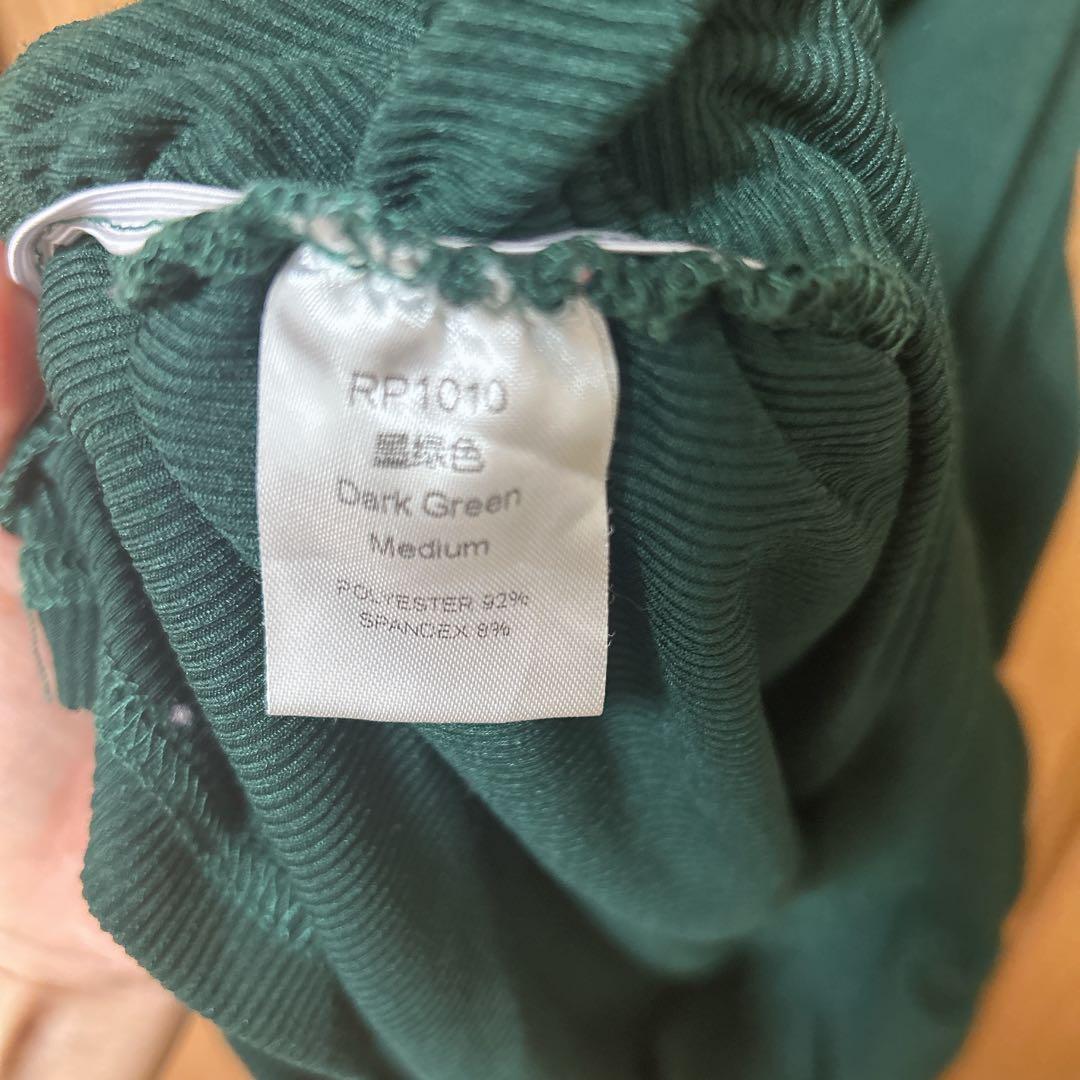 RP1010
墨绿色
Dark Green
Medium
POLYESTER 92%
SPANDEX 8%